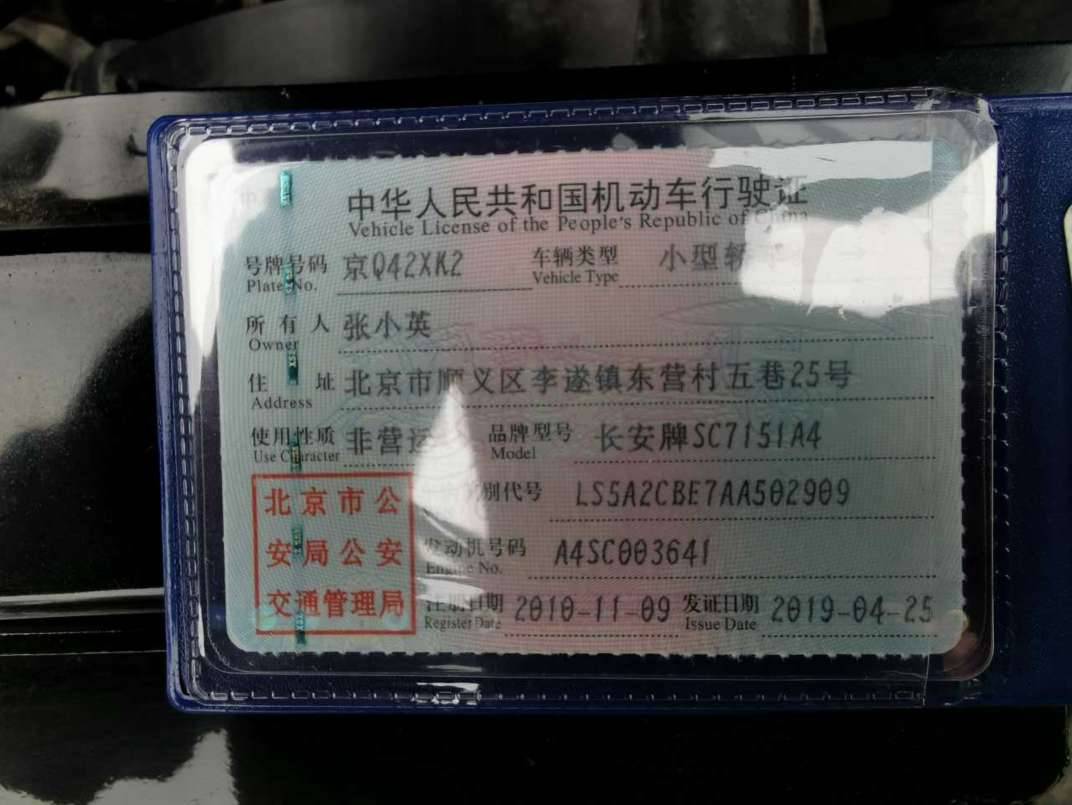 中华人民共和国机动车行驶证
Vehicle License of the People's Republic of China
号牌号码 京Q42XK2 车辆类型 小型轿
Plate No. Vehicle Type
所有人 张小英
Owner
住址 北京市顺义区李遂镇东营村五巷25号
Address
使用性质 非营运 品牌型号 长安牌SC7151A4
Use Character Model
北京市公
安局公安
交通管理局
别代号 LS5A2CBE7AA502909
发动机号码 A4SC003641
Engine No.
注册日期 2010-11-09 发证日期 2019-04-25
Register Date Issue Date